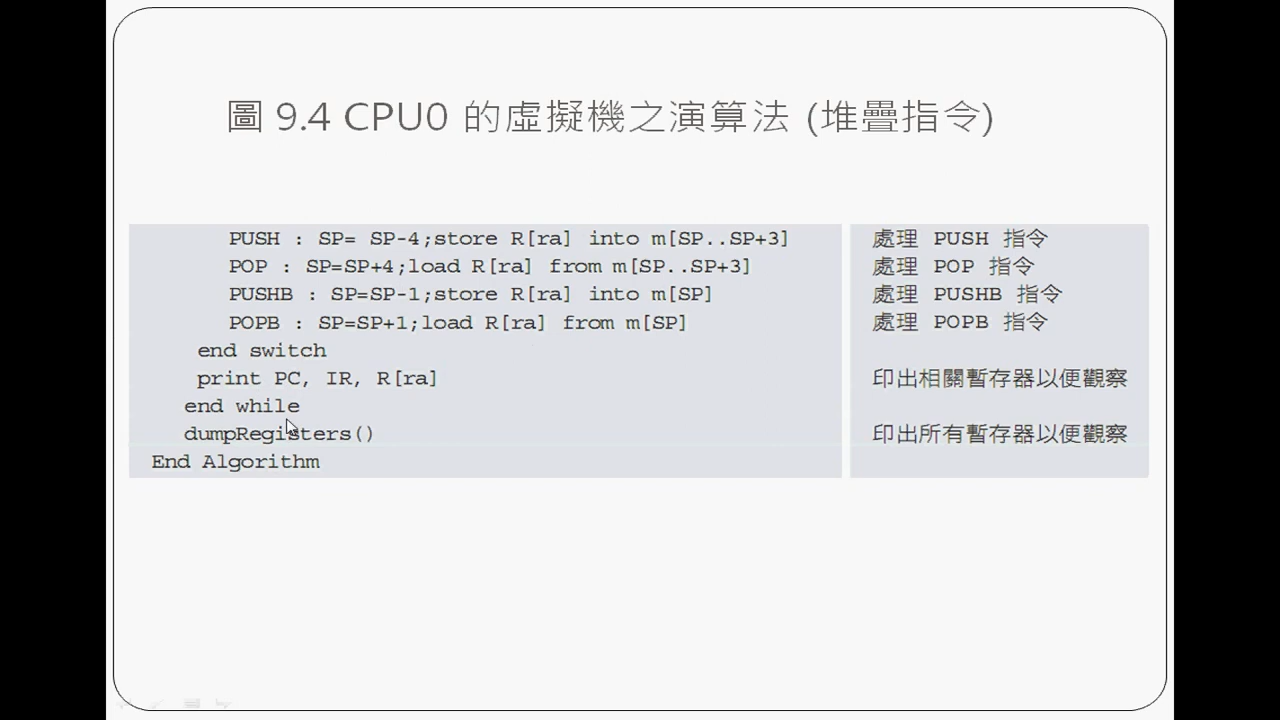 圖 9.4 CPU0 的虛擬機之演算法 (堆疊指令)
PUSH : SP= SP-4;store R[ra] into m[SP..SP+3] 處理 PUSH 指令
POP : SP=SP+4;load R[ra] from m[SP..SP+3] 處理 POP 指令
PUSHB : SP=SP-1;store R[ra] into m[SP] 處理 PUSHB 指令
POPB : SP=SP+1;load R[ra] from m[SP] 處理 POPB 指令
end switch
print PC, IR, R[ra] 印出相關暫存器以便觀察
end while
dumpRegisters() 印出所有暫存器以便觀察
End Algorithm